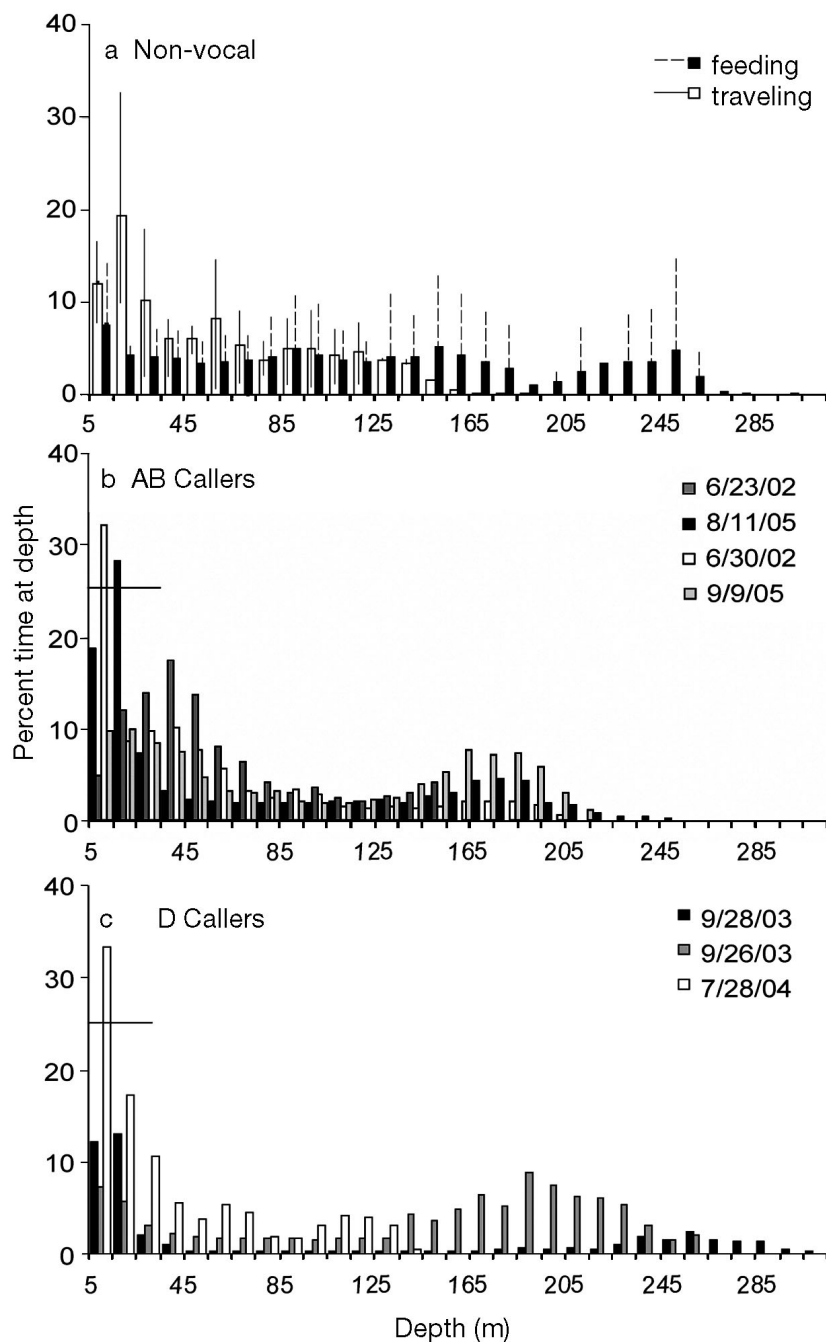 40
a Non-vocal
feeding
traveling
30
20
10
0
5 45 85 125 165 205 245 285
40
b AB Callers
6/23/02
8/11/05
6/30/02
9/9/05
30
20
10
0
5 45 85 125 165 205 245 285
Percent time at depth
40
c D Callers
9/28/03
9/26/03
7/28/04
30
20
10
0
5 45 85 125 165 205 245 285
Depth (m)